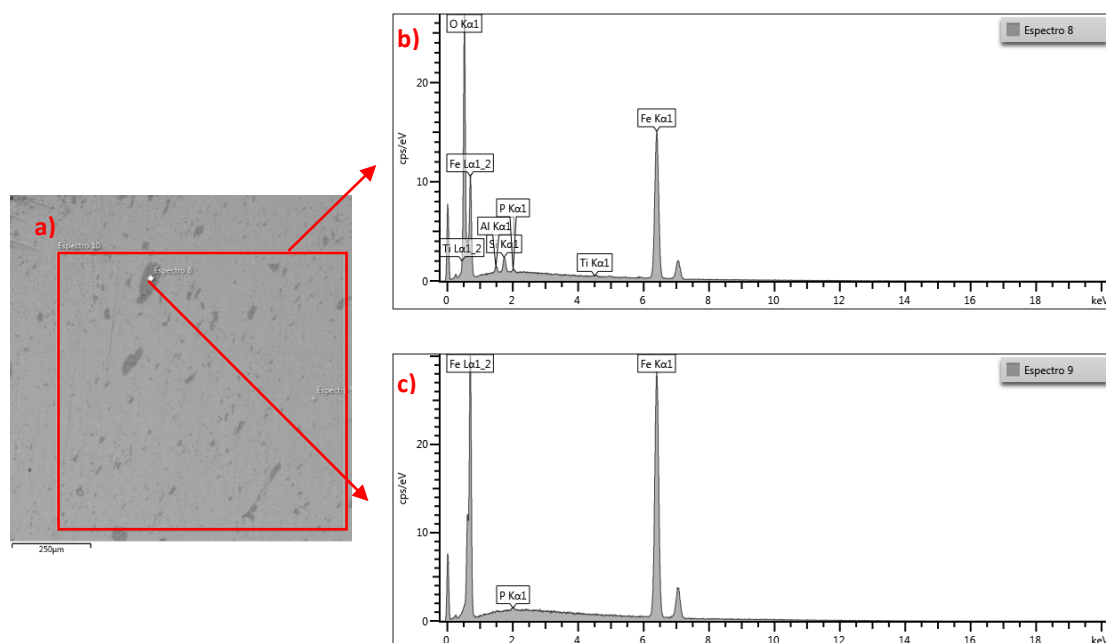 a)
Espectro 10
Espectro 8
Espectro
250µm
b)
Espectro 8
cps/eV
20
10
0
O Kα1
Fe Lα1_2
P Kα1
Al Kα1
Si Kα1
Ti Lα1_2
Ti Kα1
Fe Kα1
0 2 4 6 8 10 12 14 16 18 keV
c)
Espectro 9
cps/eV
20
10
0
Fe Lα1_2
Fe Kα1
P Kα1
0 2 4 6 8 10 12 14 16 18 keV